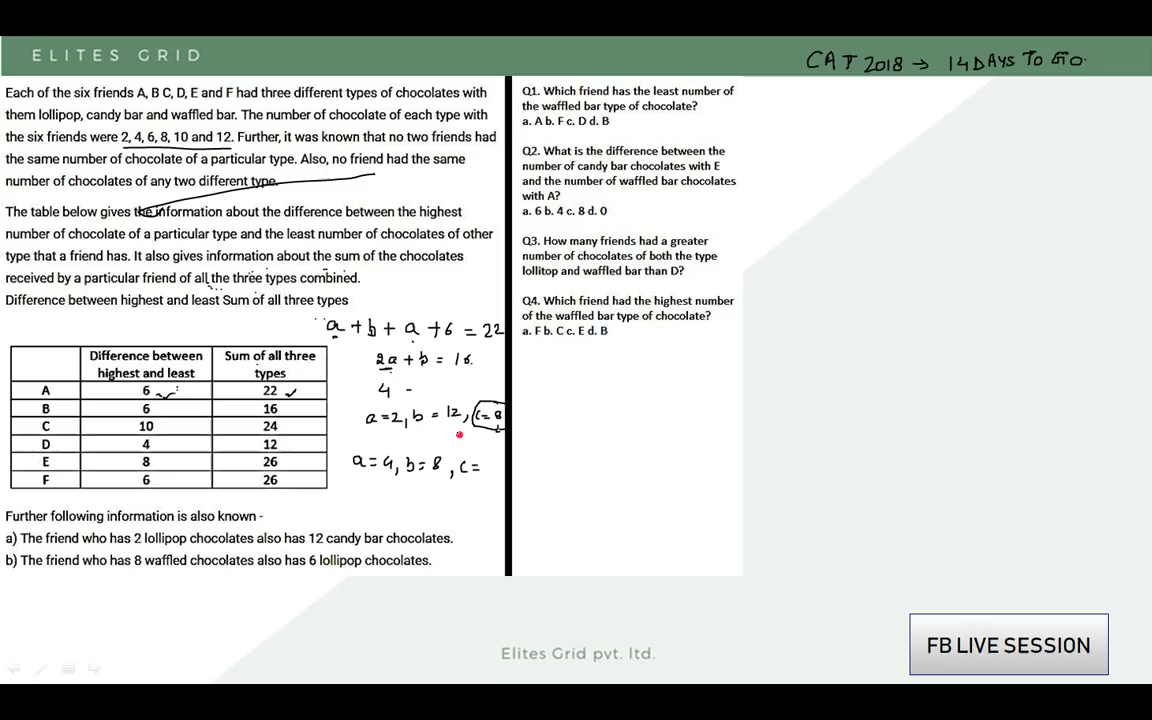 ELITES GRID
CAT 2018 → 14 DAYS TO GO.
Each of the six friends A, B C, D, E and F had three different types of chocolates with
them lollipop, candy bar and waffled bar. The number of chocolate of each type with
the six friends were 2, 4, 6, 8, 10 and 12. Further, it was known that no two friends had
the same number of chocolate of a particular type. Also, no friend had the same
number of chocolates of any two different type.
The table below gives the information about the difference between the highest
number of chocolate of a particular type and the least number of chocolates of other
type that a friend has. It also gives information about the sum of the chocolates
received by a particular friend of all the three types combined.
Difference between highest and least Sum of all three types
a + b + a + 6 = 22
2a + b = 16.
4 -
a = 2, b = 12, c = 8
a = 4, b = 8, c =
Difference between highest and least Sum of all three types
A 6 22
B 6 16
C 10 24
D 4 12
E 8 26
F 6 26
Further following information is also known -
a) The friend who has 2 lollipop chocolates also has 12 candy bar chocolates.
b) The friend who has 8 waffled chocolates also has 6 lollipop chocolates.
Q1. Which friend has the least number of
the waffled bar type of chocolate?
a. A b. F c. D d. B
Q2. What is the difference between the
number of candy bar chocolates with E
and the number of waffled bar chocolates
with A?
a. 6 b. 4 c. 8 d. 0
Q3. How many friends had a greater
number of chocolates of both the type
lollitop and waffled bar than D?
Q4. Which friend had the highest number
of the waffled bar type of chocolate?
a. F b. C c. E d. B
Elites Grid pvt. ltd.
FB LIVE SESSION